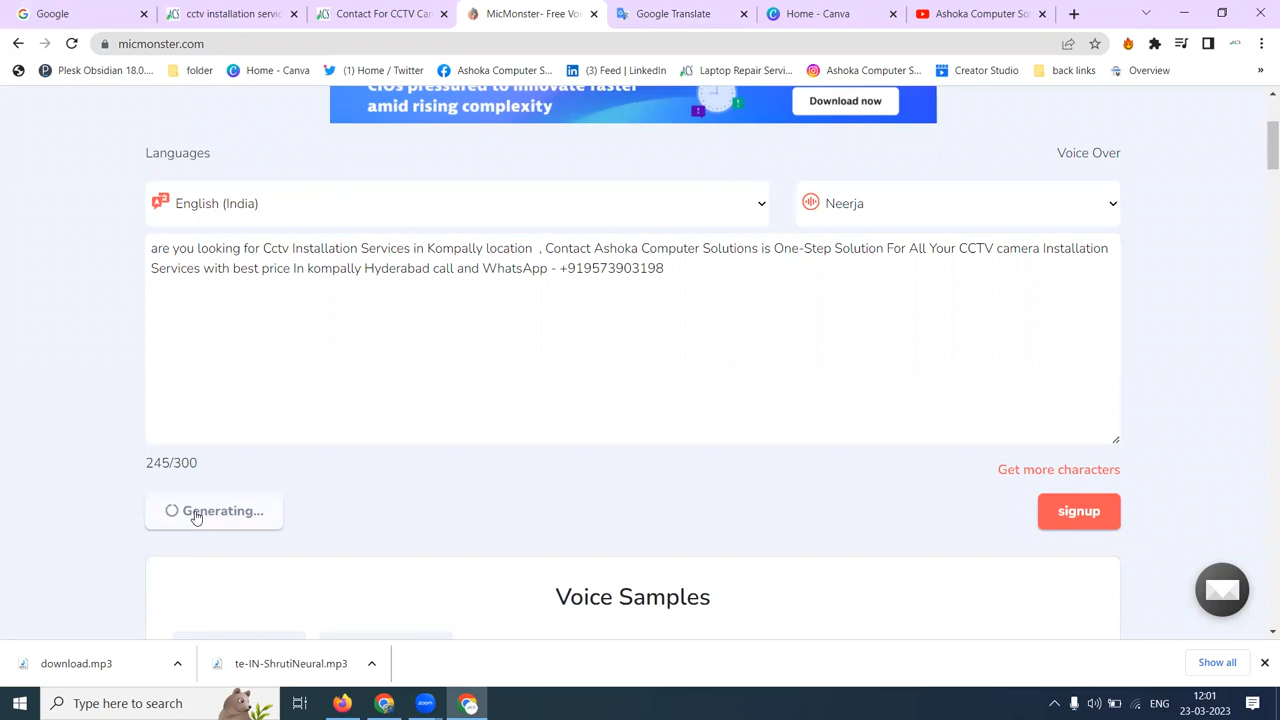 Google
cctv installation servic
Contact For CCTV Can
MicMonster- Free Voi
Google Translate
Home - Canva
Ashoka Computer So
micmonster.com
Plesk Obsidian 18.0....
folder
Home - Canva
(1) Home / Twitter
Ashoka Computer S...
(3) Feed | LinkedIn
Laptop Repair Servi...
Ashoka Computer S...
Creator Studio
back links
Overview
»
CIOs pressured to innovate faster
amid rising complexity
Download now
Languages
Voice Over
English (India)
Neerja
are you looking for Cctv Installation Services in Kompally location , Contact Ashoka Computer Solutions is One-Step Solution For All Your CCTV camera Installation
Services with best price In kompally Hyderabad call and WhatsApp - +919573903198
245/300
Get more characters
Generating...
signup
Voice Samples
download.mp3
te-IN-ShrutiNeural.mp3
Show all
Type here to search
zoom
ENG
12:01
23-03-2023